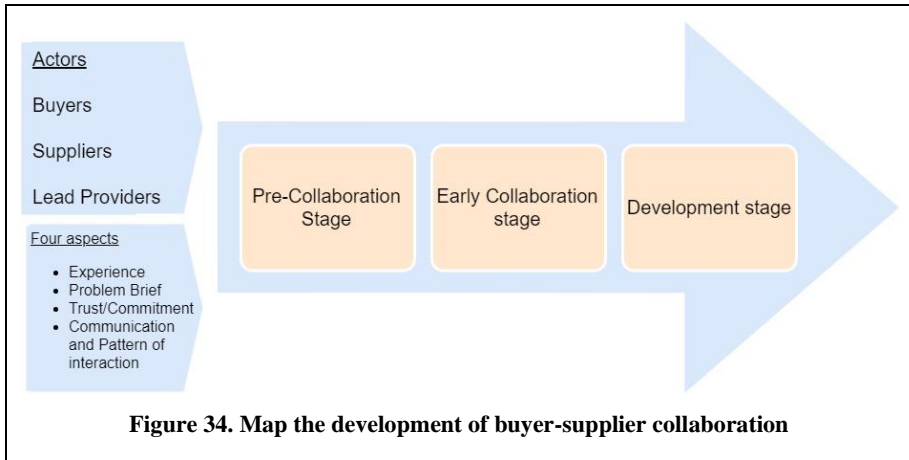 Actors
Buyers
Suppliers
Lead Providers
Four aspects
• Experience
• Problem Brief
• Trust/Commitment
• Communication
and Pattern of
interaction
Pre-Collaboration
Stage
Early Collaboration
stage
Development stage
Figure 34. Map the development of buyer-supplier collaboration